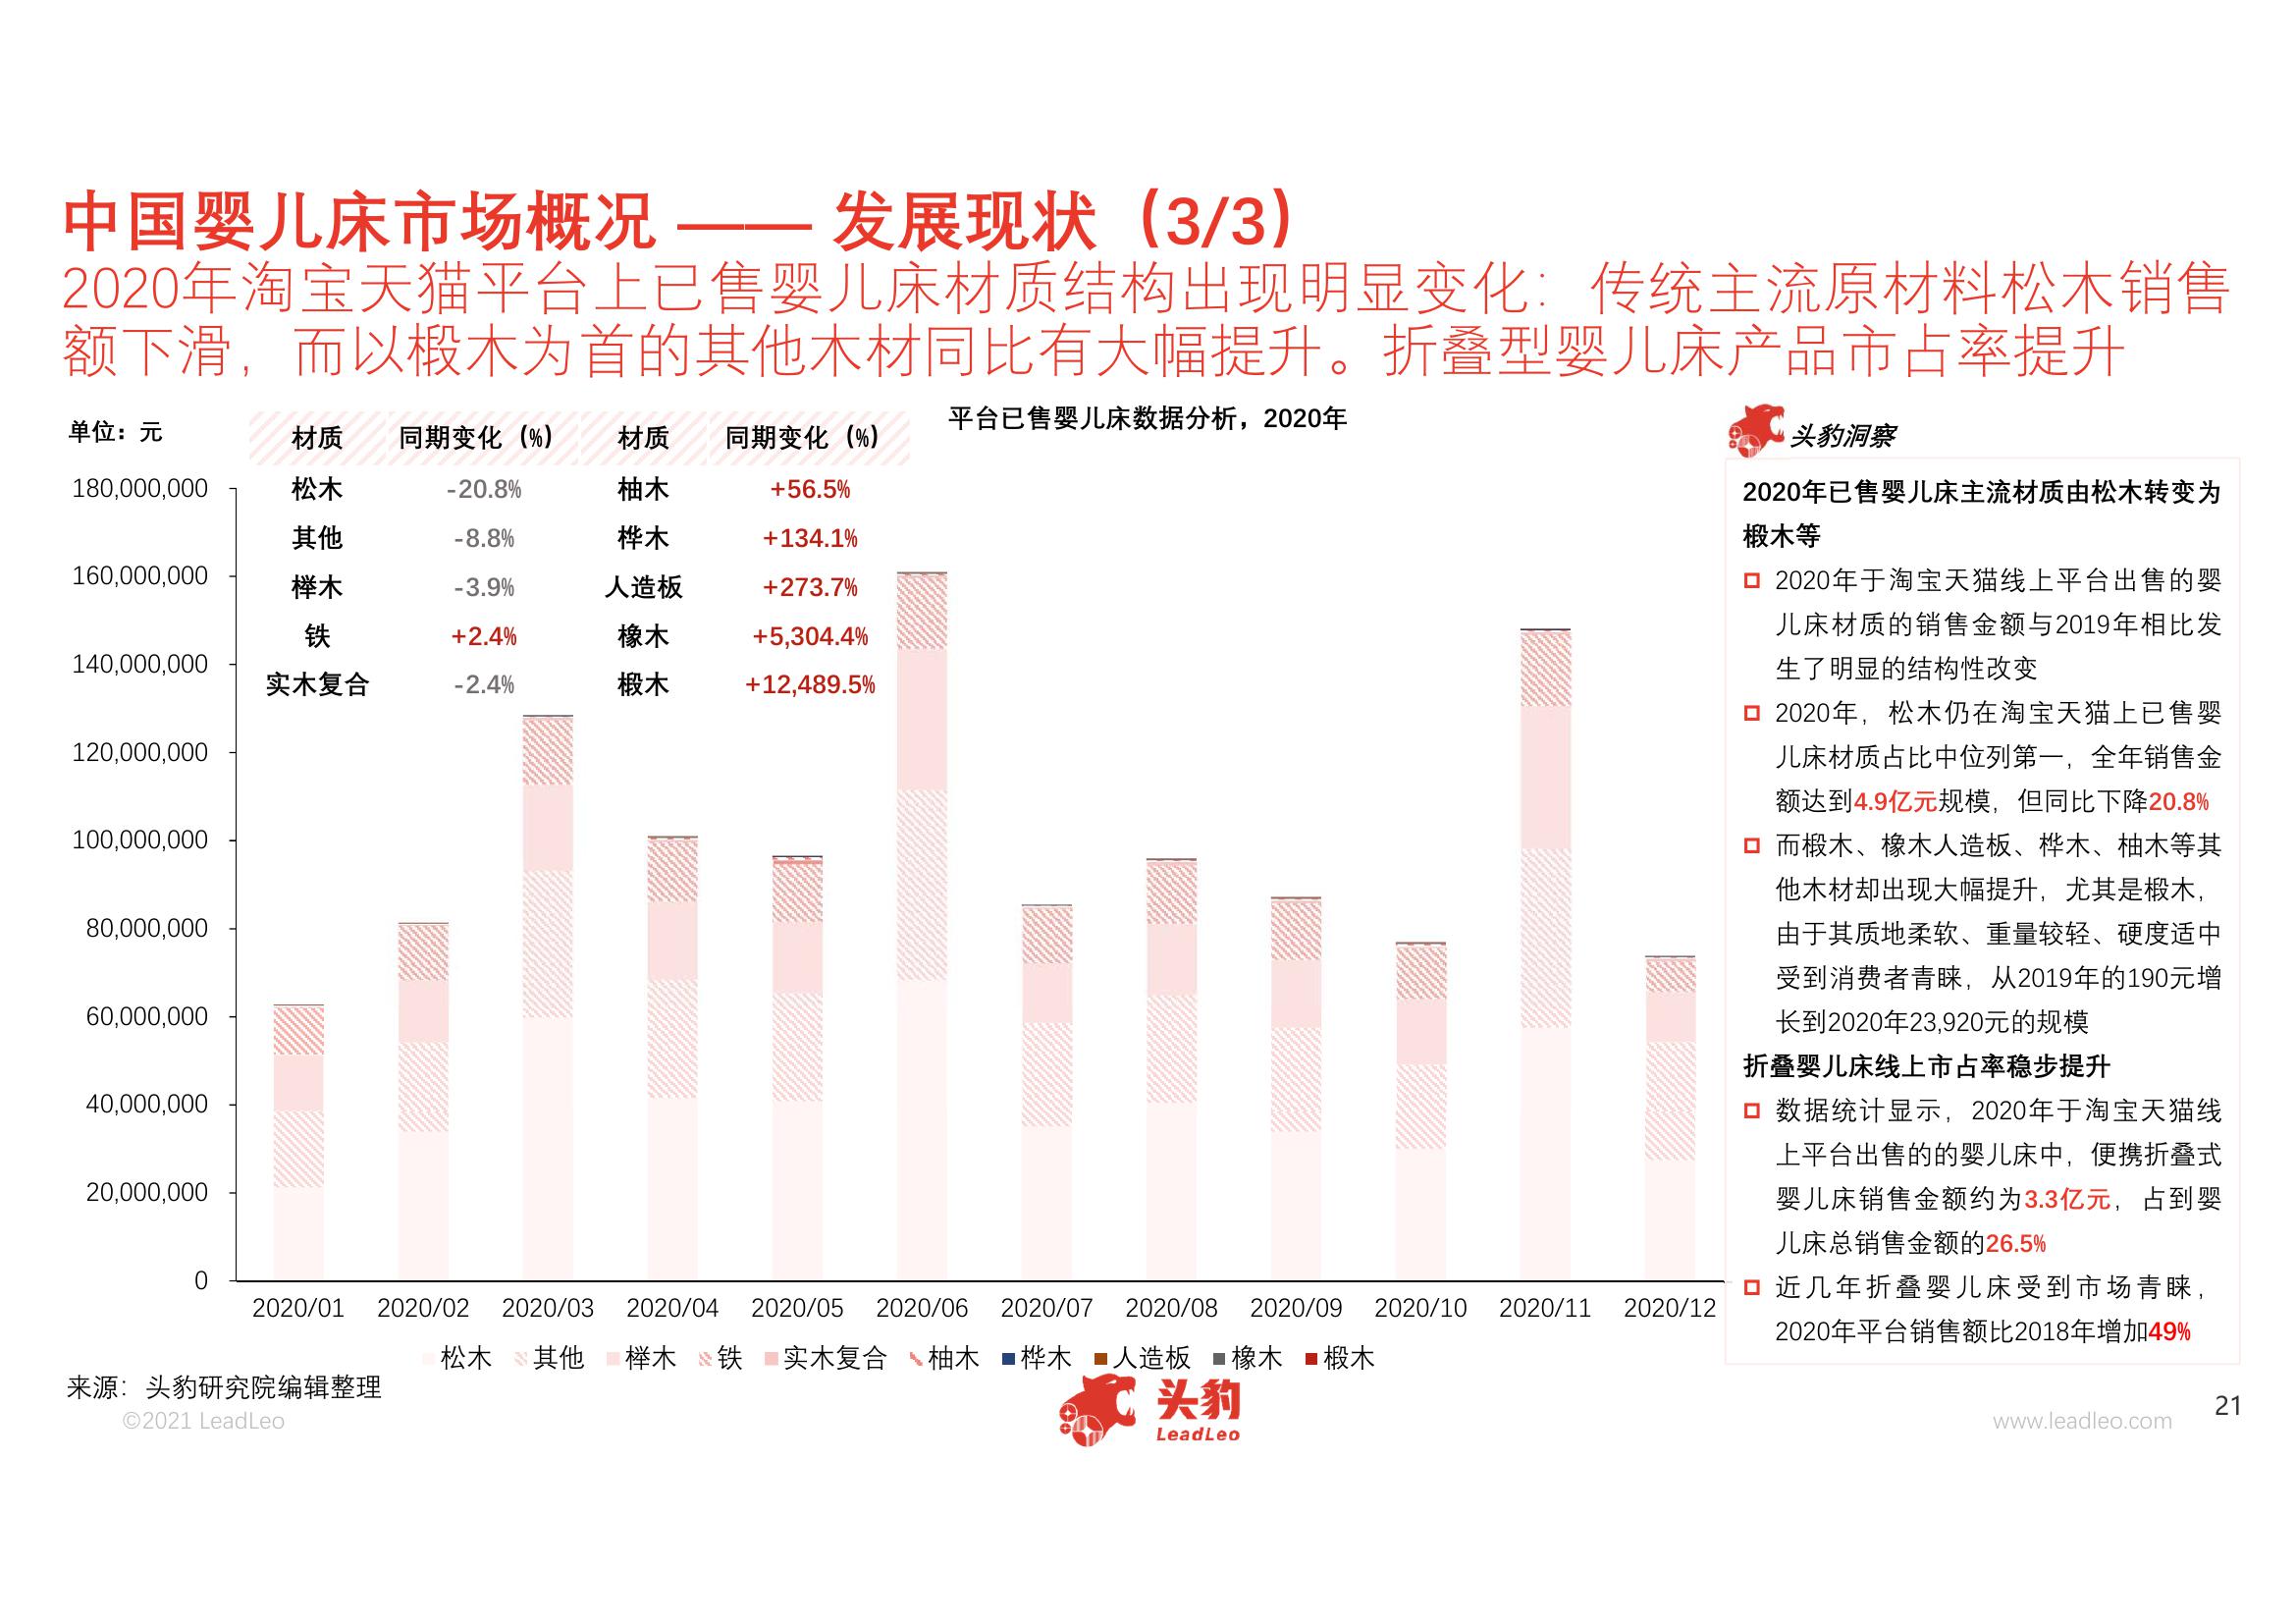 中国婴儿床市场概况 —— 发展现状（3/3）
2020年淘宝天猫平台上已售婴儿床材质结构出现明显变化：传统主流原材料松木销售
额下滑，而以椴木为首的其他木材同比有大幅提升。折叠型婴儿床产品市占率提升
平台已售婴儿床数据分析，2020年
单位：元
材质 同期变化（%） 材质 同期变化（%）
松木 -20.8% 柚木 +56.5%
其他 -8.8% 桦木 +134.1%
榉木 -3.9% 人造板 +273.7%
铁 +2.4% 橡木 +5,304.4%
实木复合 -2.4% 椴木 +12,489.5%
180,000,000
160,000,000
140,000,000
120,000,000
100,000,000
80,000,000
60,000,000
40,000,000
20,000,000
0
2020/01 2020/02 2020/03 2020/04 2020/05 2020/06 2020/07 2020/08 2020/09 2020/10 2020/11 2020/12
松木 其他 榉木 铁 实木复合 柚木 桦木 人造板 橡木 椴木
头豹洞察
2020年已售婴儿床主流材质由松木转变为
椴木等
2020年于淘宝天猫线上平台出售的婴
儿床材质的销售金额与2019年相比发
生了明显的结构性改变
2020年，松木仍在淘宝天猫上已售婴
儿床材质占比中位列第一，全年销售金
额达到4.9亿元规模，但同比下降20.8%
而椴木、橡木人造板、桦木、柚木等其
他木材却出现大幅提升，尤其是椴木，
由于其质地柔软、重量较轻、硬度适中
受到消费者青睐，从2019年的190元增
长到2020年23,920元的规模
折叠婴儿床线上市占率稳步提升
数据统计显示，2020年于淘宝天猫线
上平台出售的的婴儿床中，便携折叠式
婴儿床销售金额约为3.3亿元，占到婴
儿床总销售金额的26.5%
近几年折叠婴儿床受到市场青睐，
2020年平台销售额比2018年增加49%
来源：头豹研究院编辑整理
©2021 LeadLeo
头豹
LeadLeo
www.leadleo.com
21